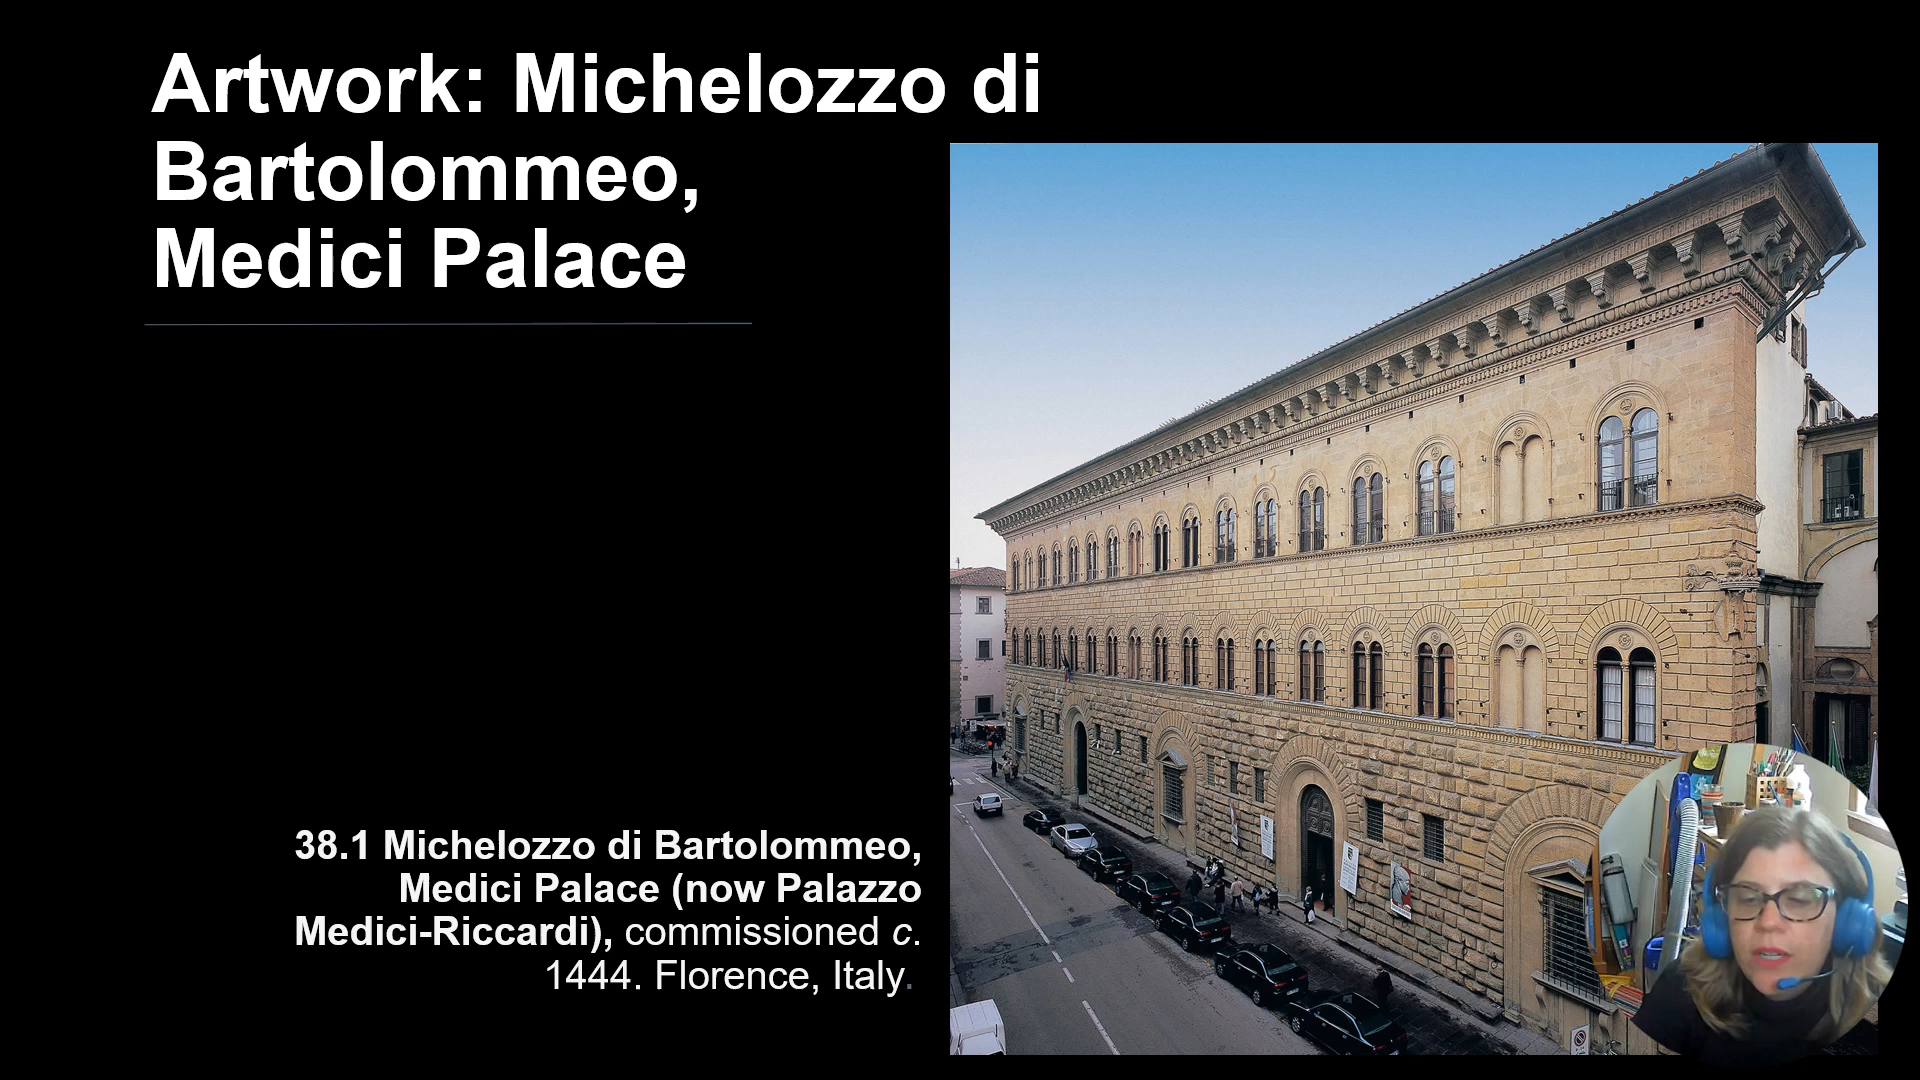 Artwork: Michelozzo di
Bartolommeo,
Medici Palace
38.1 Michelozzo di Bartolommeo,
Medici Palace (now Palazzo
Medici-Riccardi), commissioned c.
1444. Florence, Italy.